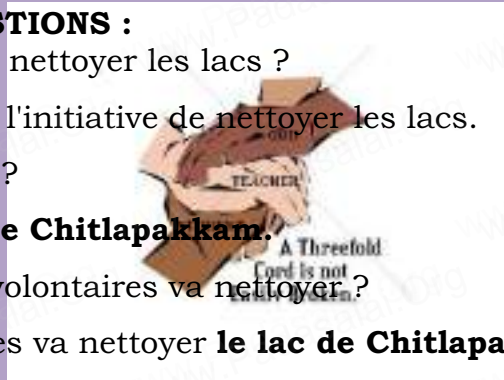 STIONS :
nettoyer les lacs ?
l'initiative de nettoyer les lacs.
?
e Chitlapakkam.
TEACHER
A Threefold
Cord is not
volontaires va nettoyer ?
es va nettoyer le lac de Chitlapa